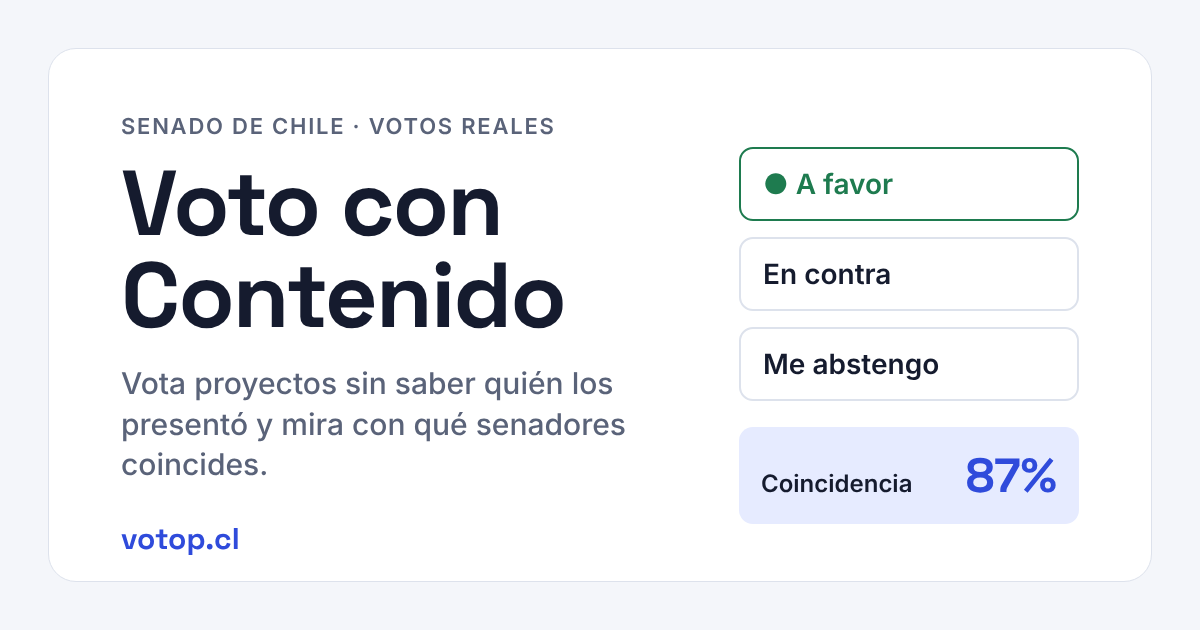 SENADO DE CHILE · VOTOS REALES
Voto con
Contenido
Vota proyectos sin saber quién los
presentó y mira con qué senadores
coincides.
votop.cl
A favor
En contra
Me abstengo
Coincidencia 87%